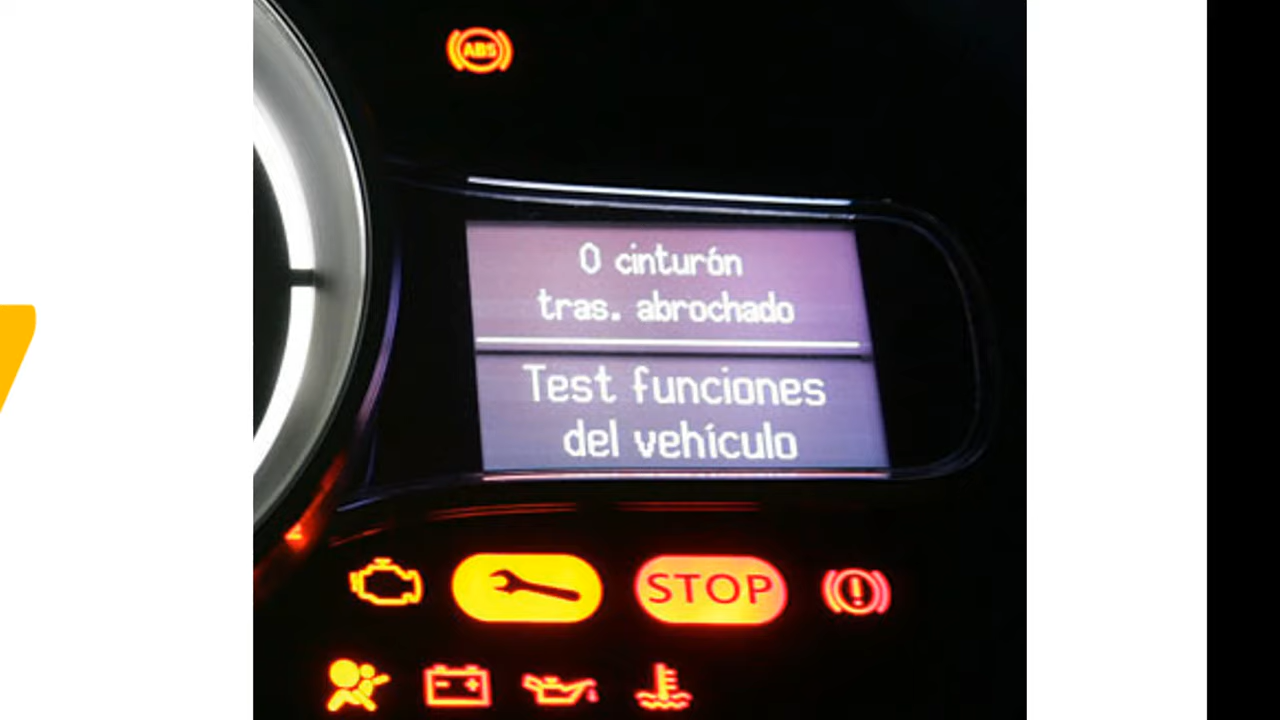 ABS
0 cinturón
tras. abrochado
Test funciones
del vehículo
STOP